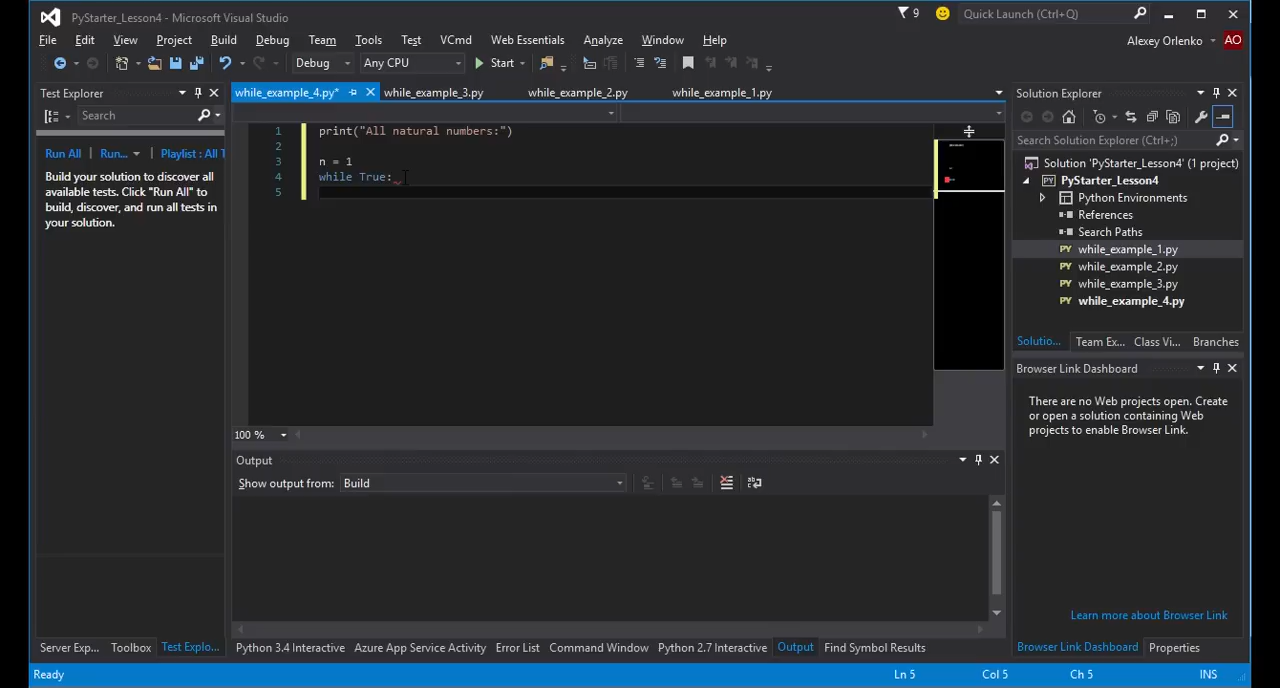 PyStarter_Lesson4 - Microsoft Visual Studio
9
Quick Launch (Ctrl+Q)
File Edit View Project Build Debug Team Tools Test VCmd Web Essentials Analyze Window Help
Alexey Orlenko AO
Debug Any CPU Start
Test Explorer
Search
Run All Run... Playlist : All T
Build your solution to discover all
available tests. Click "Run All" to
build, discover, and run all tests in
your solution.
while_example_4.py* while_example_3.py while_example_2.py while_example_1.py
1 print("All natural numbers:")
2
3 n = 1
4 while True:
5
100 %
Output
Show output from: Build
Solution Explorer
Search Solution Explorer (Ctrl+;)
Solution 'PyStarter_Lesson4' (1 project)
PyStarter_Lesson4
Python Environments
References
Search Paths
while_example_1.py
while_example_2.py
while_example_3.py
while_example_4.py
Solutio... Team Ex... Class Vi... Branches
Browser Link Dashboard
There are no Web projects open. Create
or open a solution containing Web
projects to enable Browser Link.
Learn more about Browser Link
Server Exp... Toolbox Test Explo... Python 3.4 Interactive Azure App Service Activity Error List Command Window Python 2.7 Interactive Output Find Symbol Results Browser Link Dashboard Properties
Ready Ln 5 Col 5 Ch 5 INS